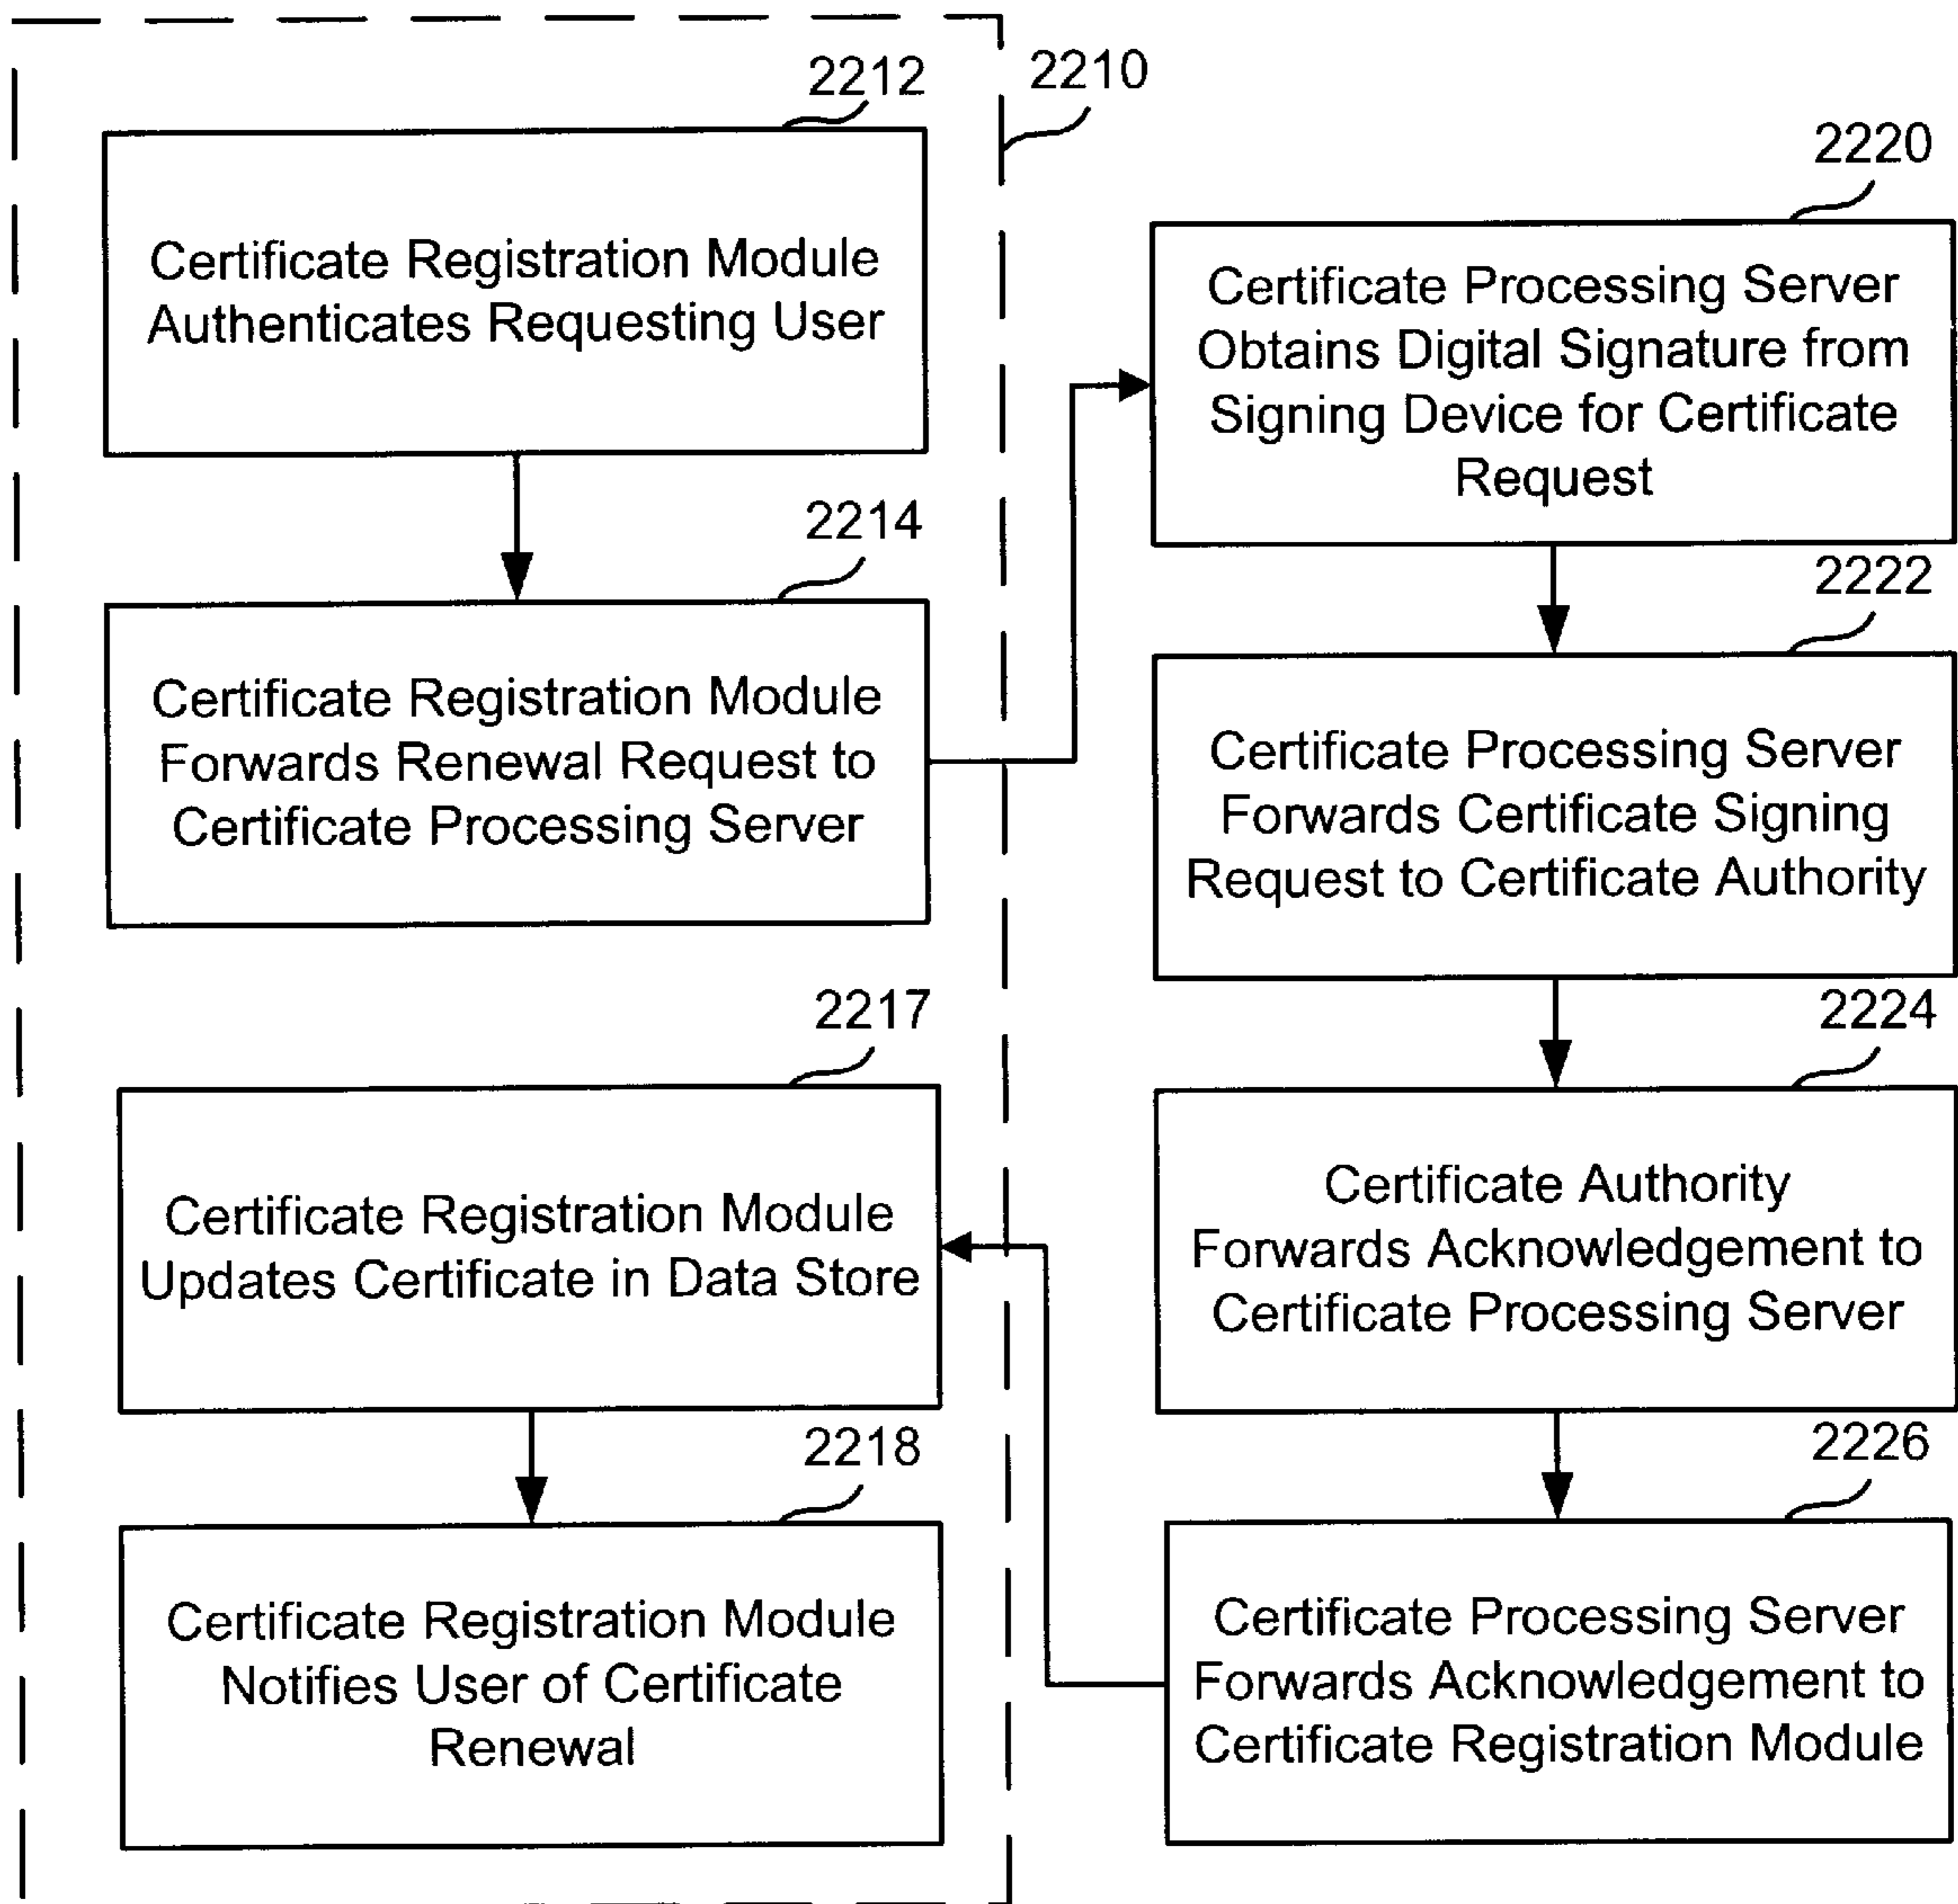 2212
2210
Certificate Registration Module
Authenticates Requesting User
2214
Certificate Registration Module
Forwards Renewal Request to
Certificate Processing Server
2220
Certificate Processing Server
Obtains Digital Signature from
Signing Device for Certificate
Request
2222
Certificate Processing Server
Forwards Certificate Signing
Request to Certificate Authority
2224
Certificate Authority
Forwards Acknowledgement to
Certificate Processing Server
2226
Certificate Processing Server
Forwards Acknowledgement to
Certificate Registration Module
2217
Certificate Registration Module
Updates Certificate in Data Store
2218
Certificate Registration Module
Notifies User of Certificate
Renewal